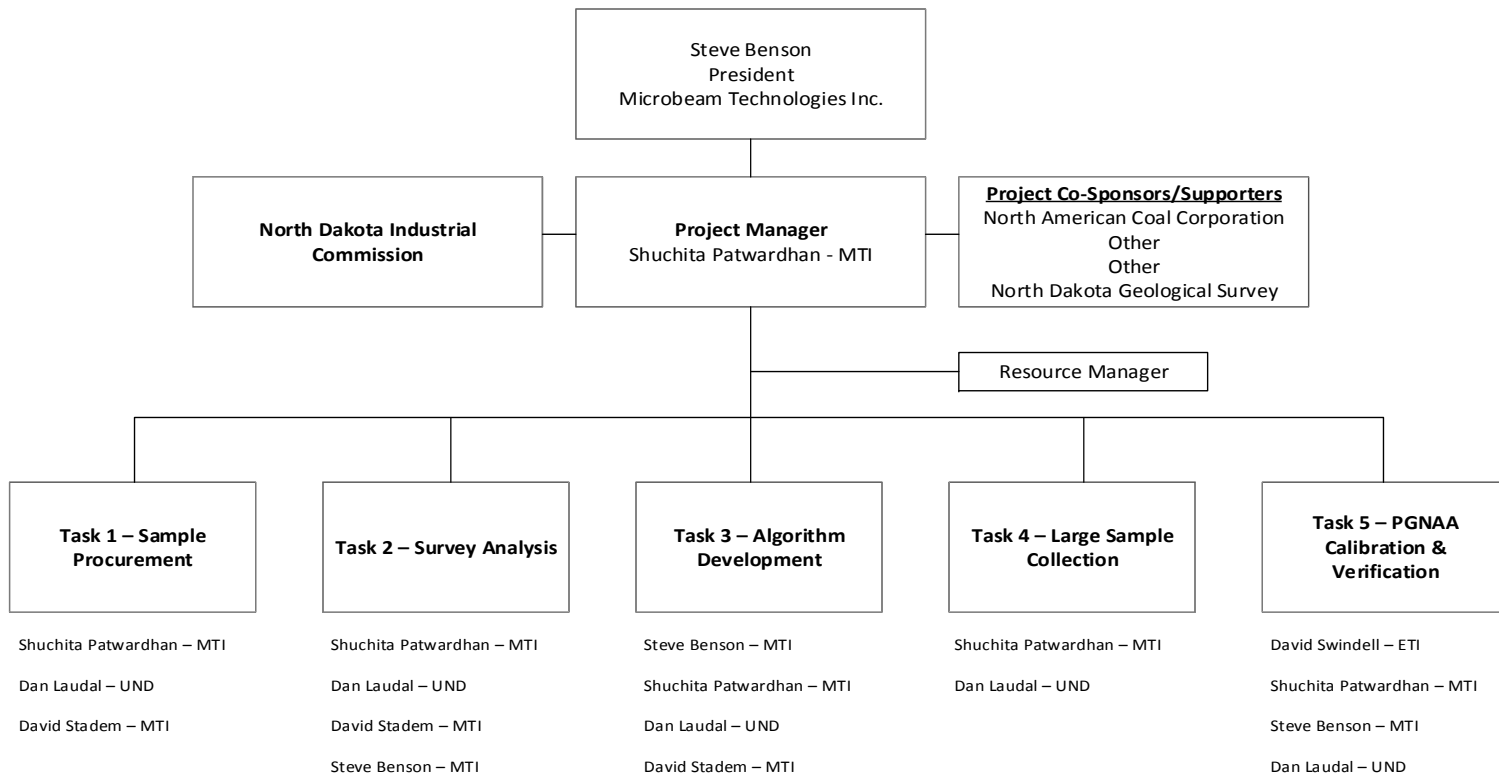 Steve Benson
President
Microbeam Technologies Inc.
North Dakota Industrial
Commission
Project Manager
Shuchita Patwardhan - MTI
Project Co-Sponsors/Supporters
North American Coal Corporation
Other
Other
North Dakota Geological Survey
Resource Manager
Task 1 – Sample
Procurement
Shuchita Patwardhan – MTI
Dan Laudal – UND
David Stadem – MTI
Task 2 – Survey Analysis
Shuchita Patwardhan – MTI
Dan Laudal – UND
David Stadem – MTI
Steve Benson – MTI
Task 3 – Algorithm
Development
Steve Benson – MTI
Shuchita Patwardhan – MTI
Dan Laudal – UND
David Stadem – MTI
Task 4 – Large Sample
Collection
Shuchita Patwardhan – MTI
Dan Laudal – UND
Task 5 – PGNAA
Calibration &
Verification
David Swindell – ETI
Shuchita Patwardhan – MTI
Steve Benson – MTI
Dan Laudal – UND